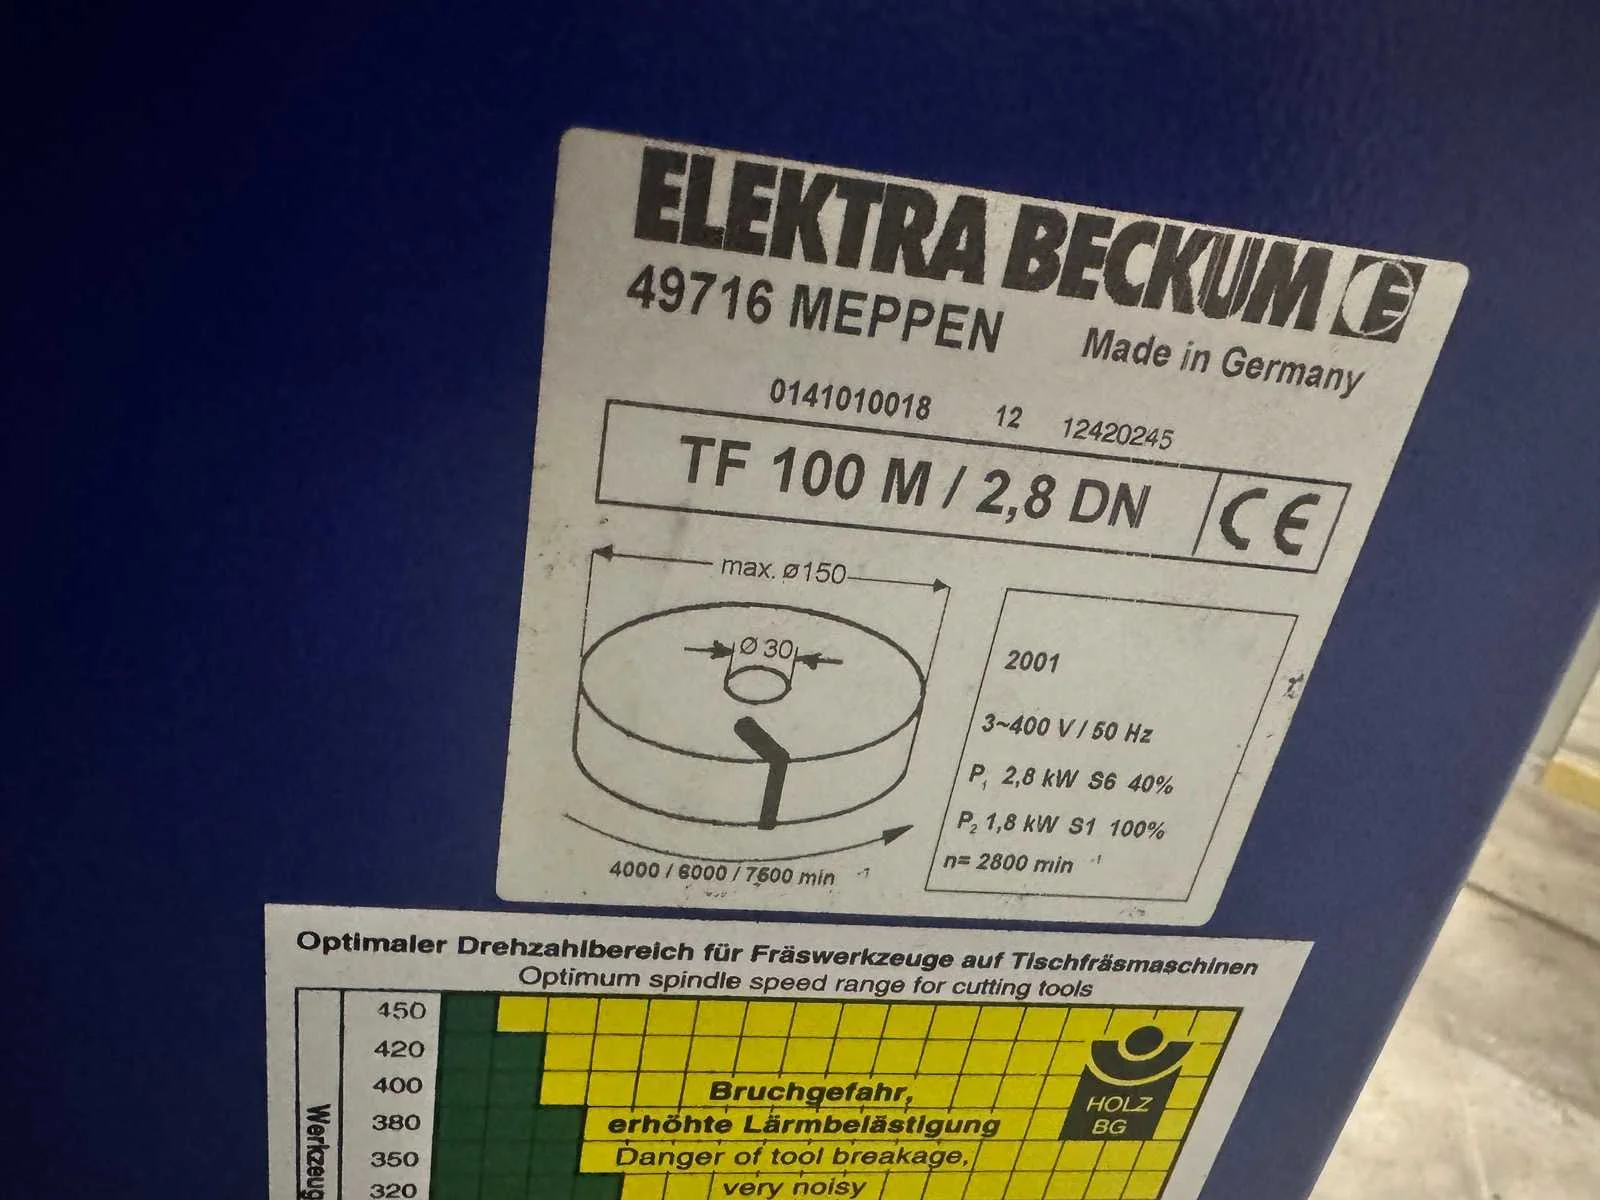 ELEKTRA BECKUM E
49716 MEPPEN
Made in Germany
0141010018 12 12420245
TF 100 M / 2,8 DN CE
max. ø150
Ø 30
4000 / 6000 / 7600 min -1
2001
3~400 V / 50 Hz
P1 2,8 kW S6 40%
P2 1,8 kW S1 100%
n= 2800 min -1
Optimaler Drehzahlbereich für Fräswerkzeuge auf Tischfräsmaschinen
Optimum spindle speed range for cutting tools
450
420
400
380
350
320
Werkzeug
Bruchgefahr,
erhöhte Lärmbelästigung
Danger of tool breakage,
very noisy
HOLZ
BG